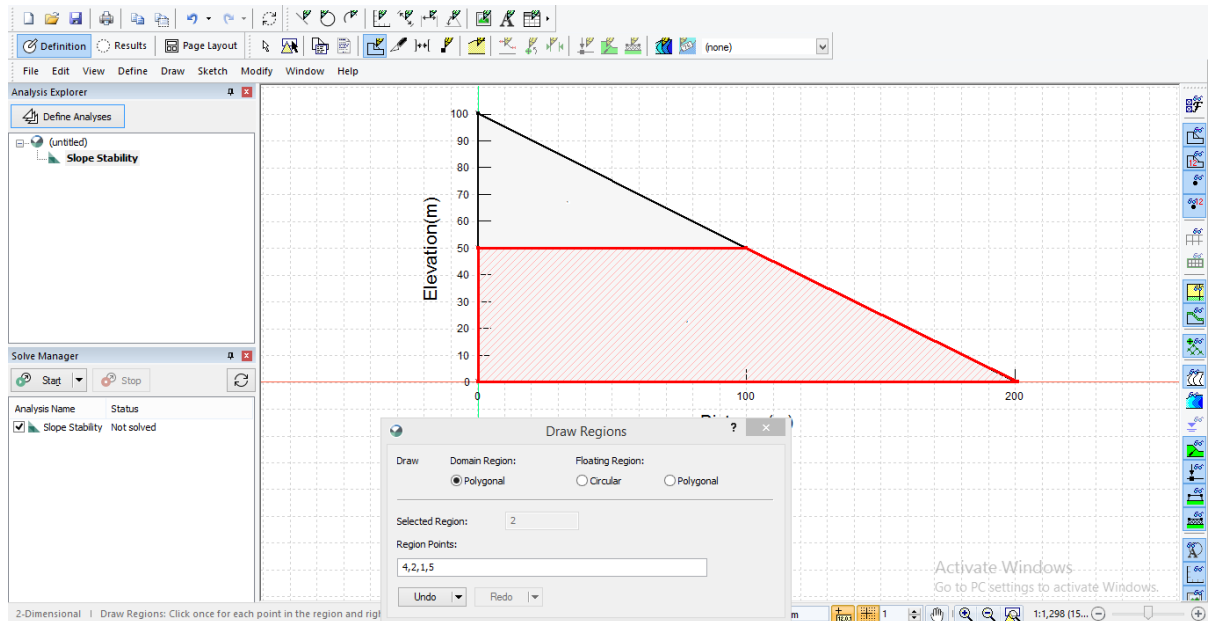 (none)
Definition Results Page Layout
File Edit View Define Draw Sketch Modify Window Help
Analysis Explorer
Define Analyses
(untitled)
Slope Stability
Solve Manager
Start Stop
Analysis Name Status
Slope Stability Not solved
Elevation(m)
100
90
80
70
60
50
40
30
20
10
0
0 100 200
Draw Regions
?
Draw Domain Region: Floating Region:
Polygonal Circular Polygonal
Selected Region: 2
Region Points:
4,2,1,5
Undo Redo
Activate Windows
Go to PC settings to activate Windows.
2-Dimensional | Draw Regions: Click once for each point in the region and
m 1 1:1,298 (15...